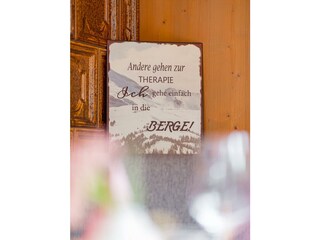 Andere gehen zur
THERAPIE
Ich gehe einfach
in die
BERGE!